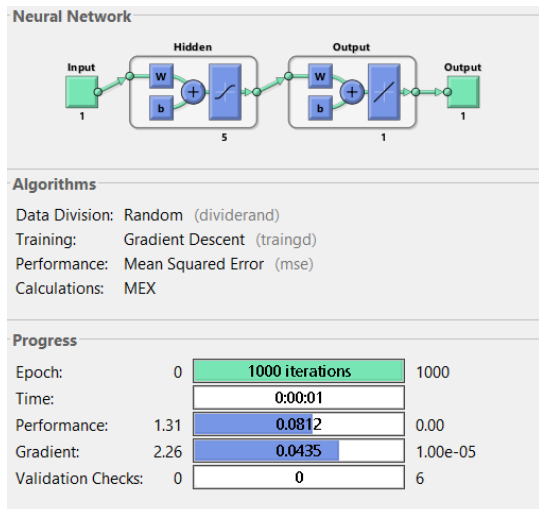 Neural Network
Hidden
Output
Input
Output
W
W
b
b
+
+
1
5
1
1
Algorithms
Data Division: Random (dividerand)
Training: Gradient Descent (traingd)
Performance: Mean Squared Error (mse)
Calculations: MEX
Progress
Epoch: 0 1000 iterations 1000
Time: 0:00:01
Performance: 1.31 0.0812 0.00
Gradient: 2.26 0.0435 1.00e-05
Validation Checks: 0 0 6